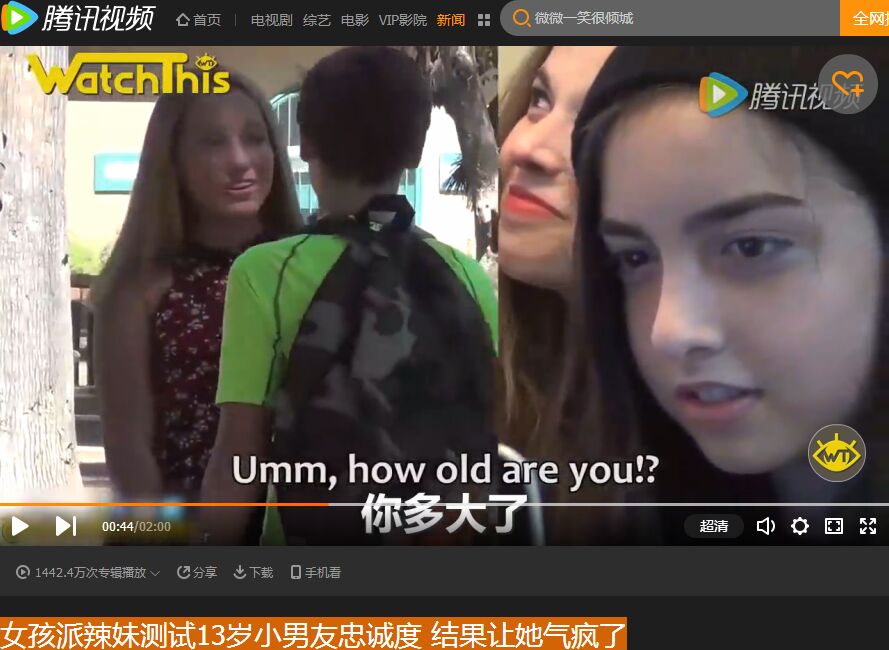 腾讯视频 首页 电视剧 综艺 电影 VIP影院 新闻 微微一笑很倾城 全网
WatchThis
腾讯视频
WT
Umm, how old are you!?
你多大了
00:44/02:00 超清
1442.4万次专辑播放 分享 下载 手机看
女孩派辣妹测试13岁小男友忠诚度 结果让她气疯了